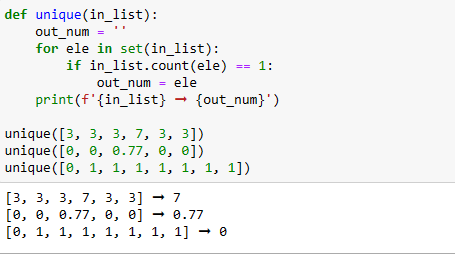 def unique(in_list):
    out_num = ''
    for ele in set(in_list):
        if in_list.count(ele) == 1:
            out_num = ele
    print(f'{in_list} ➞ {out_num}')
unique([3, 3, 3, 7, 3, 3])
unique([0, 0, 0.77, 0, 0])
unique([0, 1, 1, 1, 1, 1, 1, 1])
[3, 3, 3, 7, 3, 3] ➞ 7
[0, 0, 0.77, 0, 0] ➞ 0.77
[0, 1, 1, 1, 1, 1, 1, 1] ➞ 0